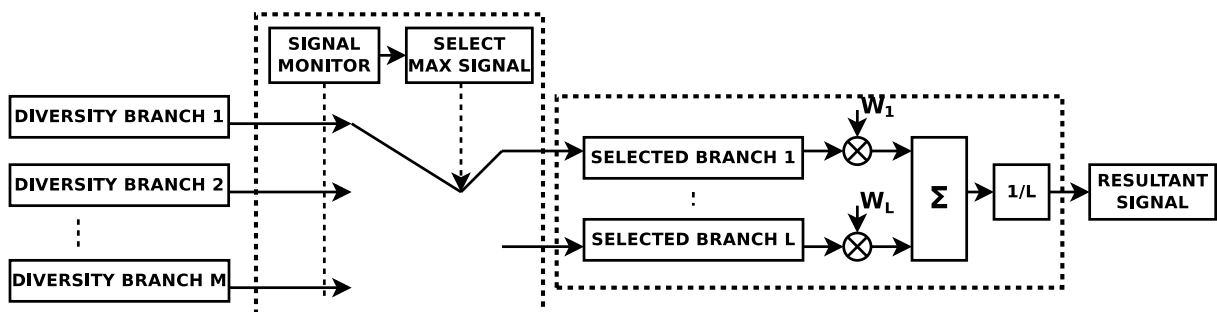 SIGNAL
MONITOR
SELECT
MAX SIGNAL
DIVERSITY BRANCH 1
DIVERSITY BRANCH 2
DIVERSITY BRANCH M
SELECTED BRANCH 1
SELECTED BRANCH L
W1
WL
Σ
1/L
RESULTANT
SIGNAL